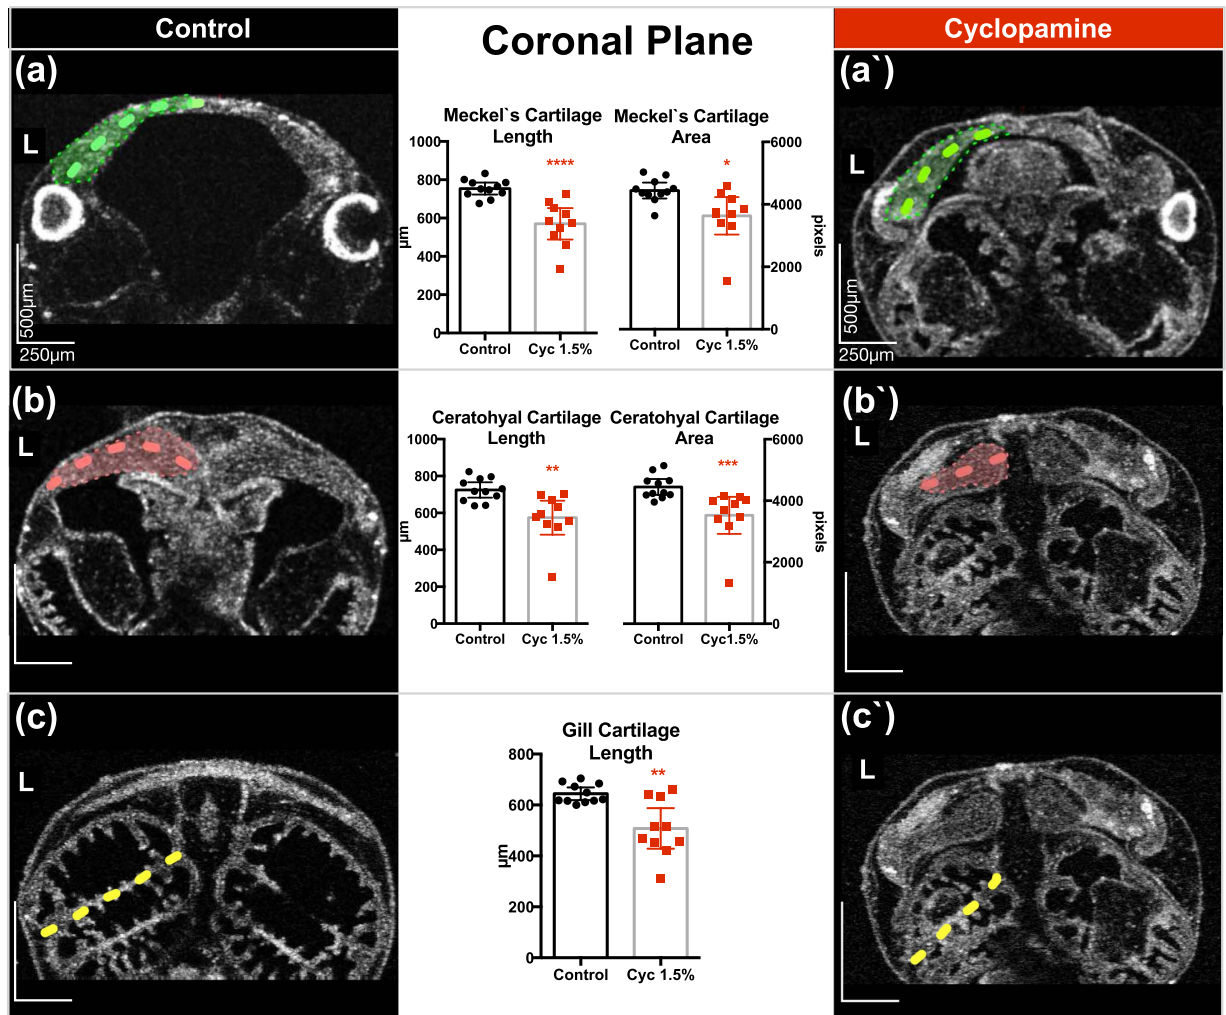 Control
Coronal Plane
Cyclopamine
(a)
L
500µm
250µm
Meckel`s Cartilage
Length
1000
800
600
400
200
0
µm
****
Control
Cyc 1.5%
Meckel`s Cartilage
Area
6000
4000
2000
0
pixels
*
Control
Cyc 1.5%
(a`)
L
500µm
250µm
(b)
L
Ceratohyal Cartilage
Length
1000
800
600
400
200
0
µm
**
Control
Cyc 1.5%
Ceratohyal Cartilage
Area
6000
4000
2000
0
pixels
***
Control
Cyc1.5%
(b`)
L
(c)
L
Gill Cartilage
Length
800
600
400
200
0
µm
**
Control
Cyc 1.5%
(c`)
L